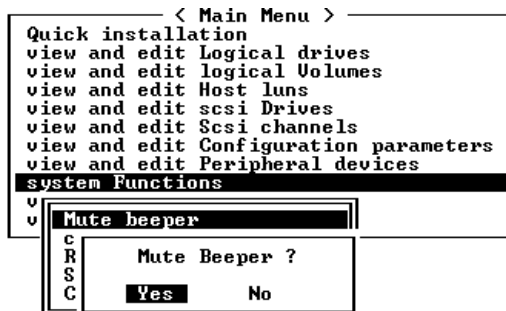 < Main Menu >
Quick installation
view and edit Logical drives
view and edit logical Volumes
view and edit Host luns
view and edit scsi Drives
view and edit Scsi channels
view and edit Configuration parameters
view and edit Peripheral devices
system Functions
v
v
Mute beeper
c
R
S
C
Mute Beeper ?
Yes No